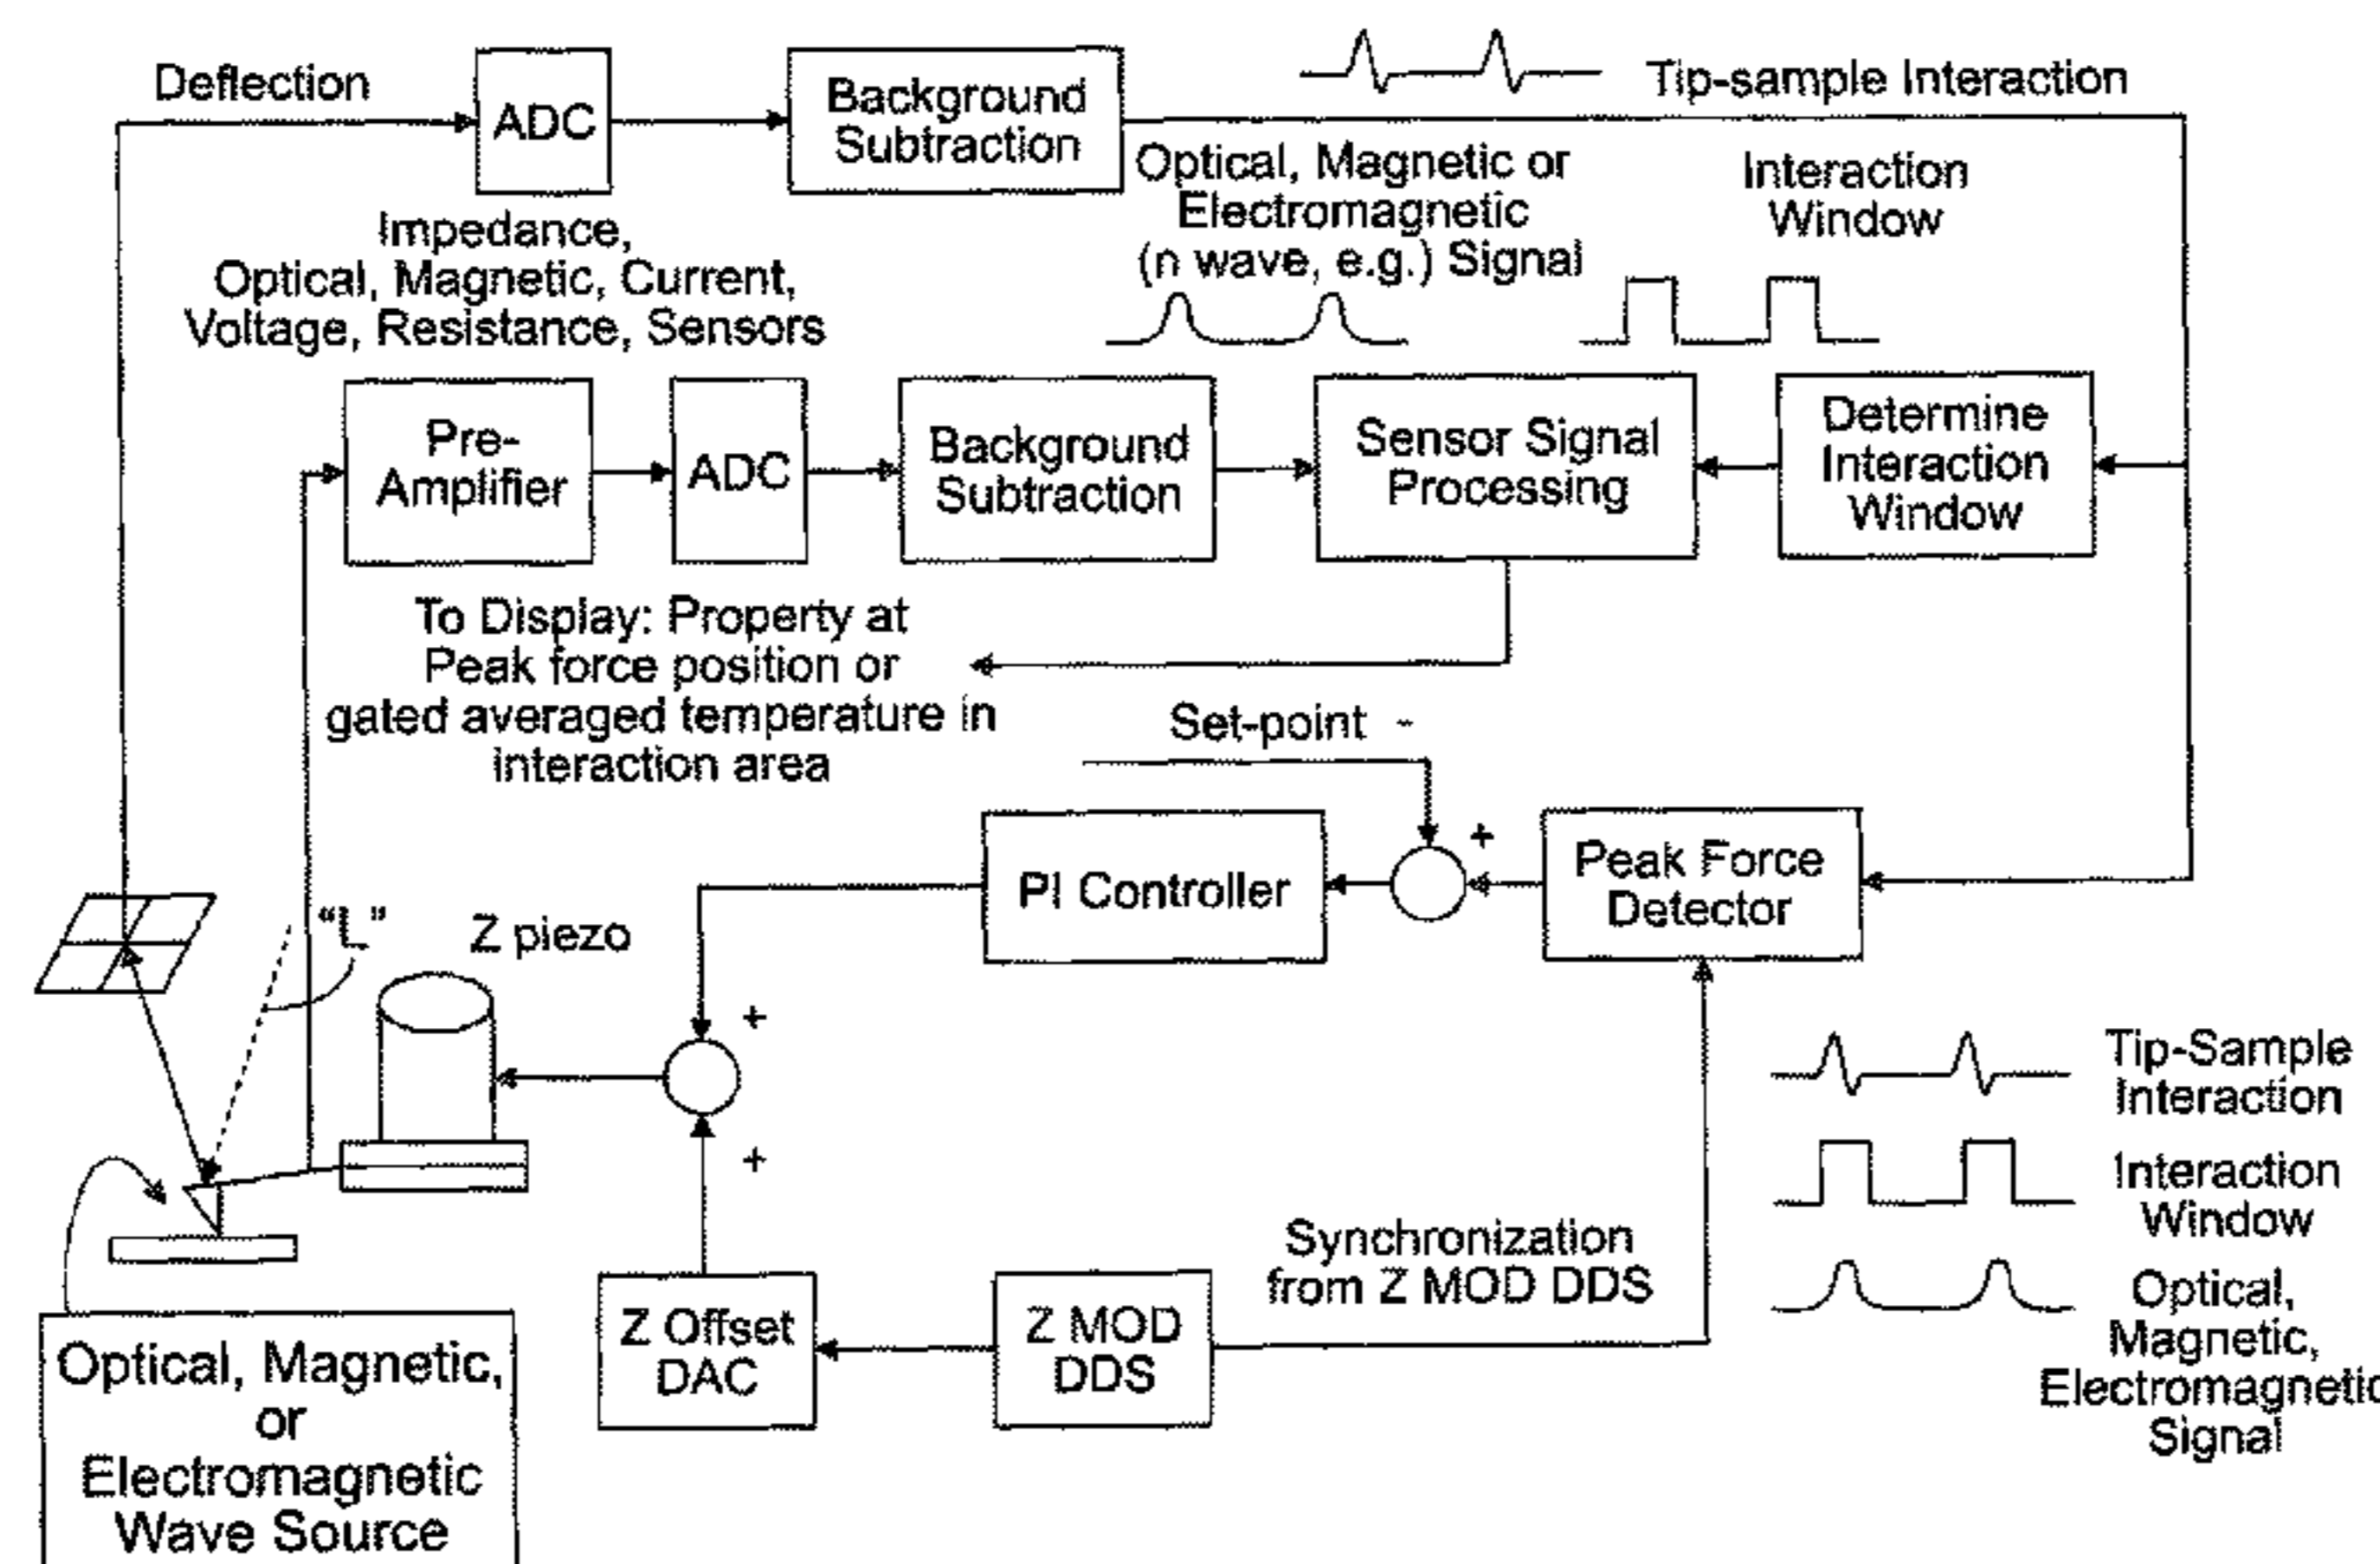 Deflection
ADC
Background
Subtraction
Tip-sample Interaction
Impedance,
Optical, Magnetic, Current,
Voltage, Resistance, Sensors
Optical, Magnetic or
Electromagnetic
(n wave, e.g.) Signal
Interaction
Window
Pre-
Amplifier
ADC
Background
Subtraction
Sensor Signal
Processing
Determine
Interaction
Window
To Display: Property at
Peak force position or
gated averaged temperature in
interaction area
Set-point -
PI Controller
+
Peak Force
Detector
"L"
Z piezo
+
+
Tip-Sample
Interaction
Interaction
Window
Optical,
Magnetic,
Electromagnetic
Signal
Synchronization
from Z MOD DDS
Z Offset
DAC
Z MOD
DDS
Optical, Magnetic,
or
Electromagnetic
Wave Source